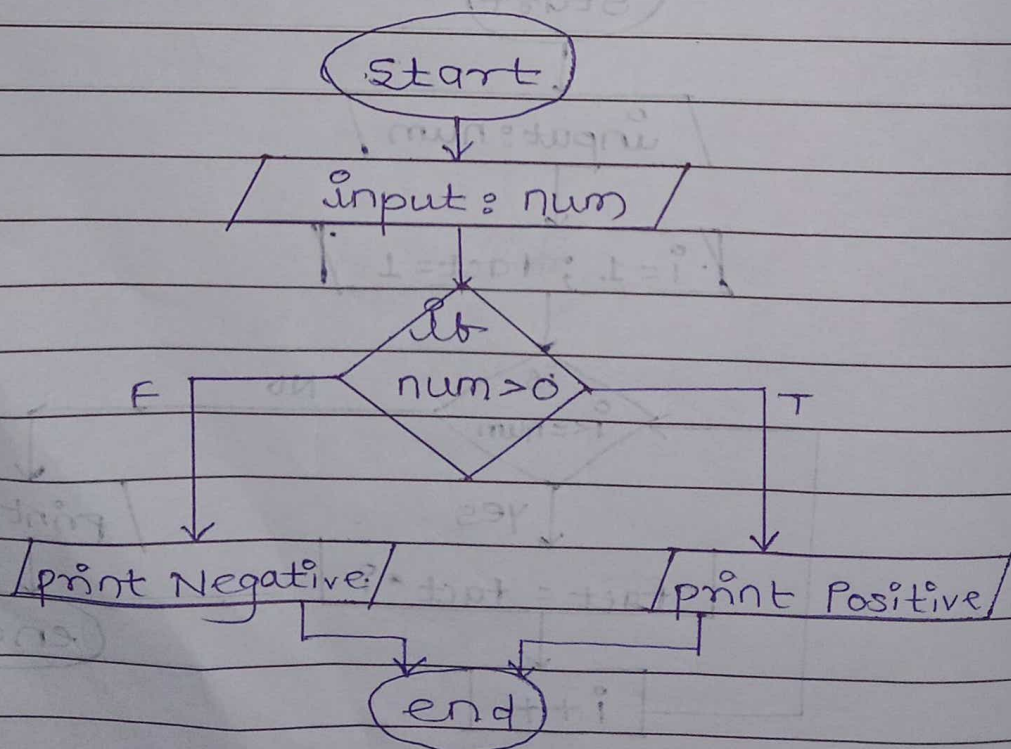 Start
input: num
if
num>0
F
T
print Negative
print Positive
end